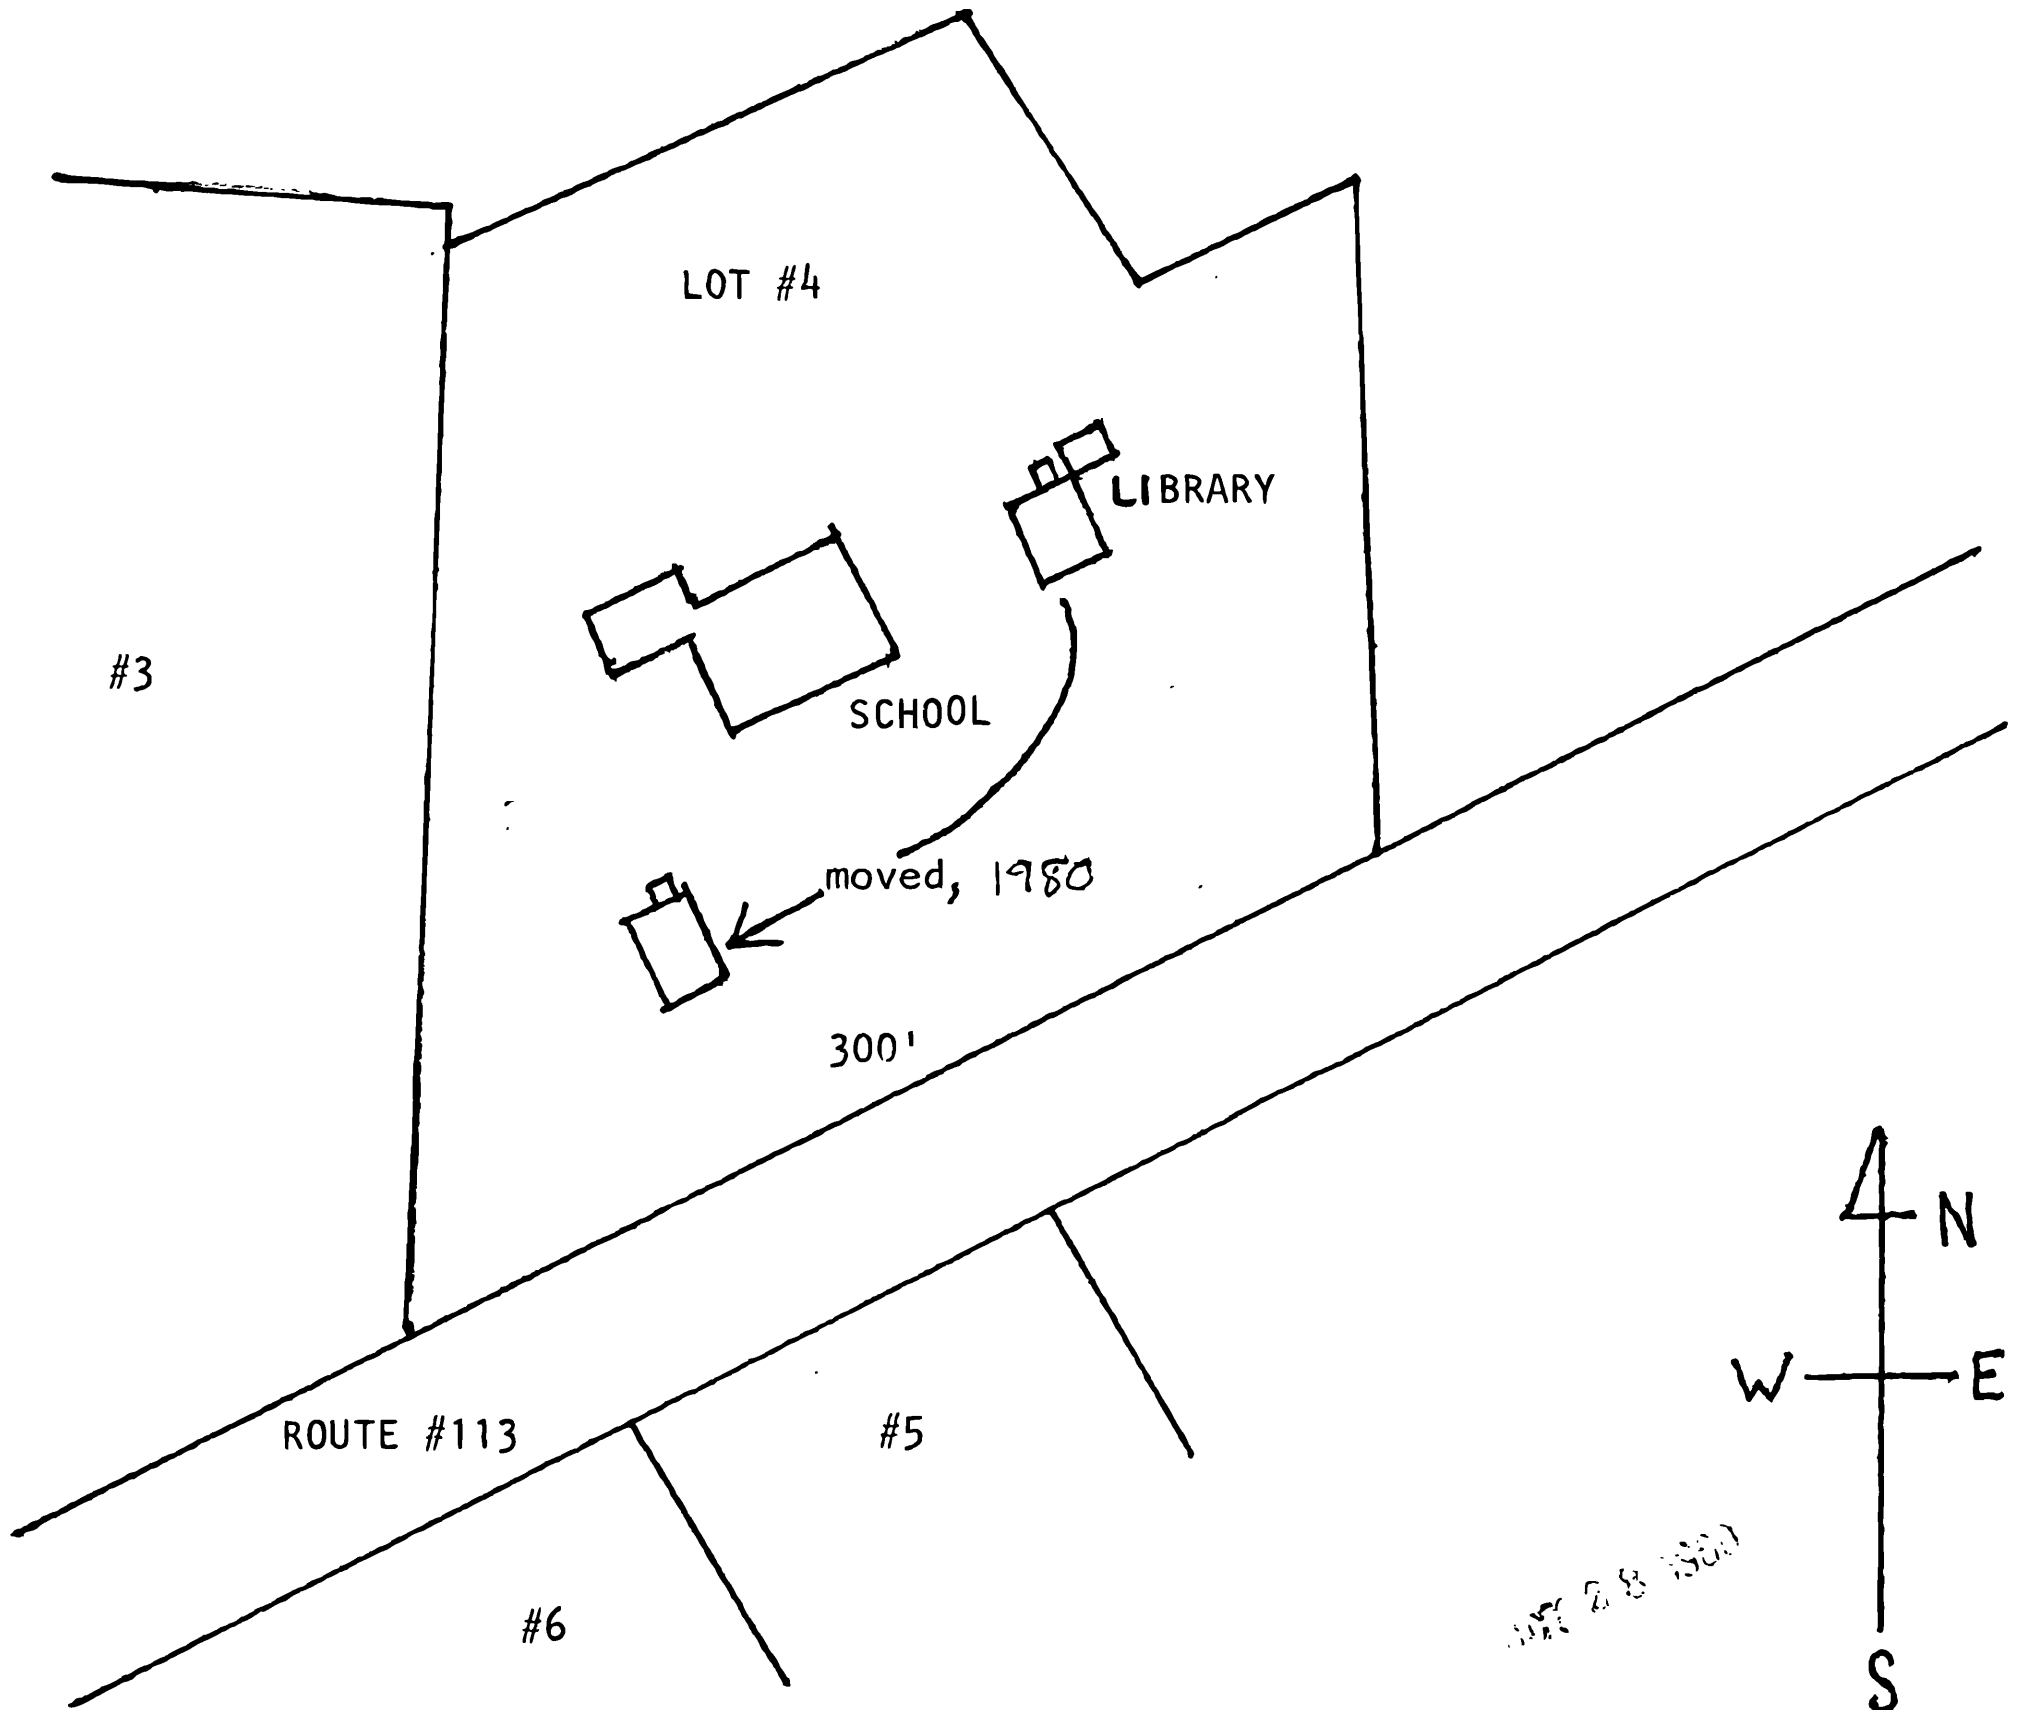 LOT #4
LIBRARY
#3
SCHOOL
moved, 1980
300'
N
W
E
ROUTE #113
#5
#6
S